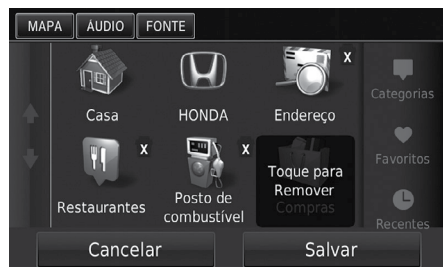 MAPA ÁUDIO FONTE
x
Casa
HONDA
Endereço
Categorias
x
x
Restaurantes
Posto de
combustível
Toque para
Remover
Compras
Favoritos
Recentes
Cancelar
Salvar